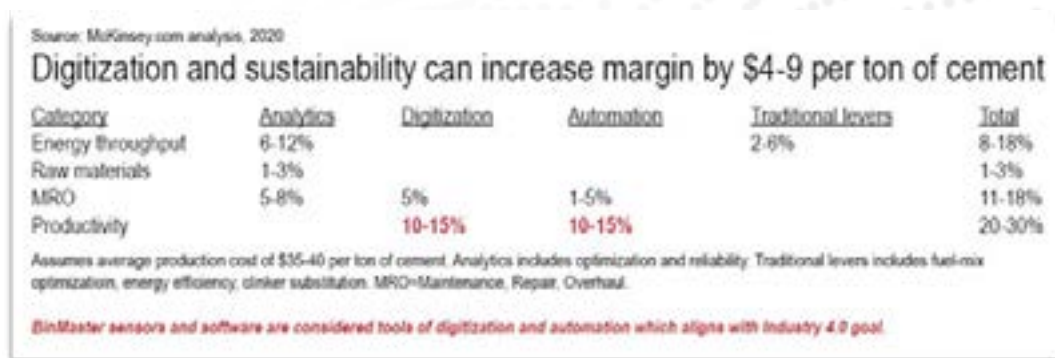 Source: McKinsey.com analysis, 2020
Digitization and sustainability can increase margin by $4-9 per ton of cement
Category Analytics Digitization Automation Traditional levers Total
Energy throughput 6-12% 2-6% 8-18%
Raw materials 1-3% 1-3%
MRO 5-8% 5% 1-5% 11-18%
Productivity 10-15% 10-15% 20-30%
Assumes average production cost of $35-40 per ton of cement. Analytics includes optimization and reliability. Traditional levers includes fuel-mix
optimization, energy efficiency, clinker substitution. MRO=Maintenance, Repair, Overhaul.
BinMaster sensors and software are considered tools of digitization and automation which aligns with Industry 4.0 goal.